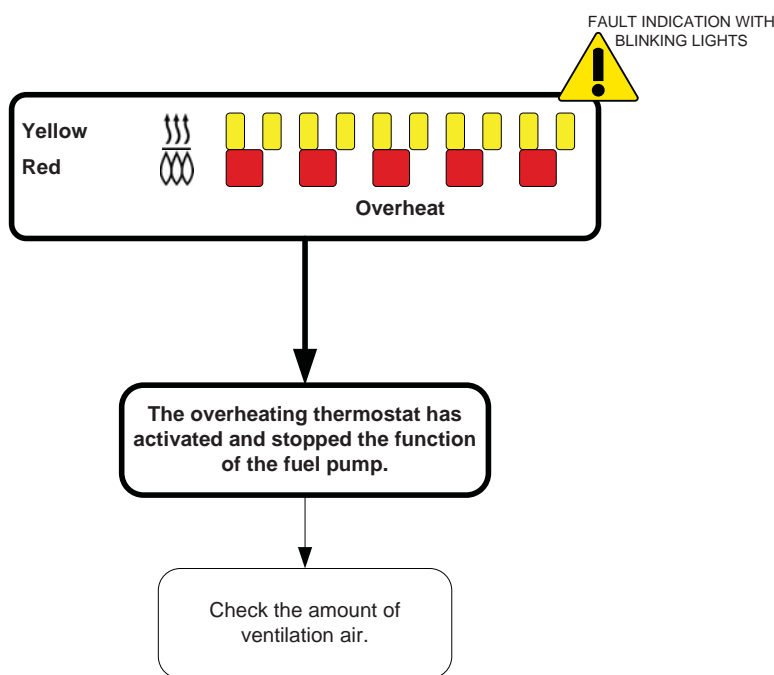 FAULT INDICATION WITH
BLINKING LIGHTS
Yellow
Red
Overheat
The overheating thermostat has
activated and stopped the function
of the fuel pump.
Check the amount of
ventilation air.